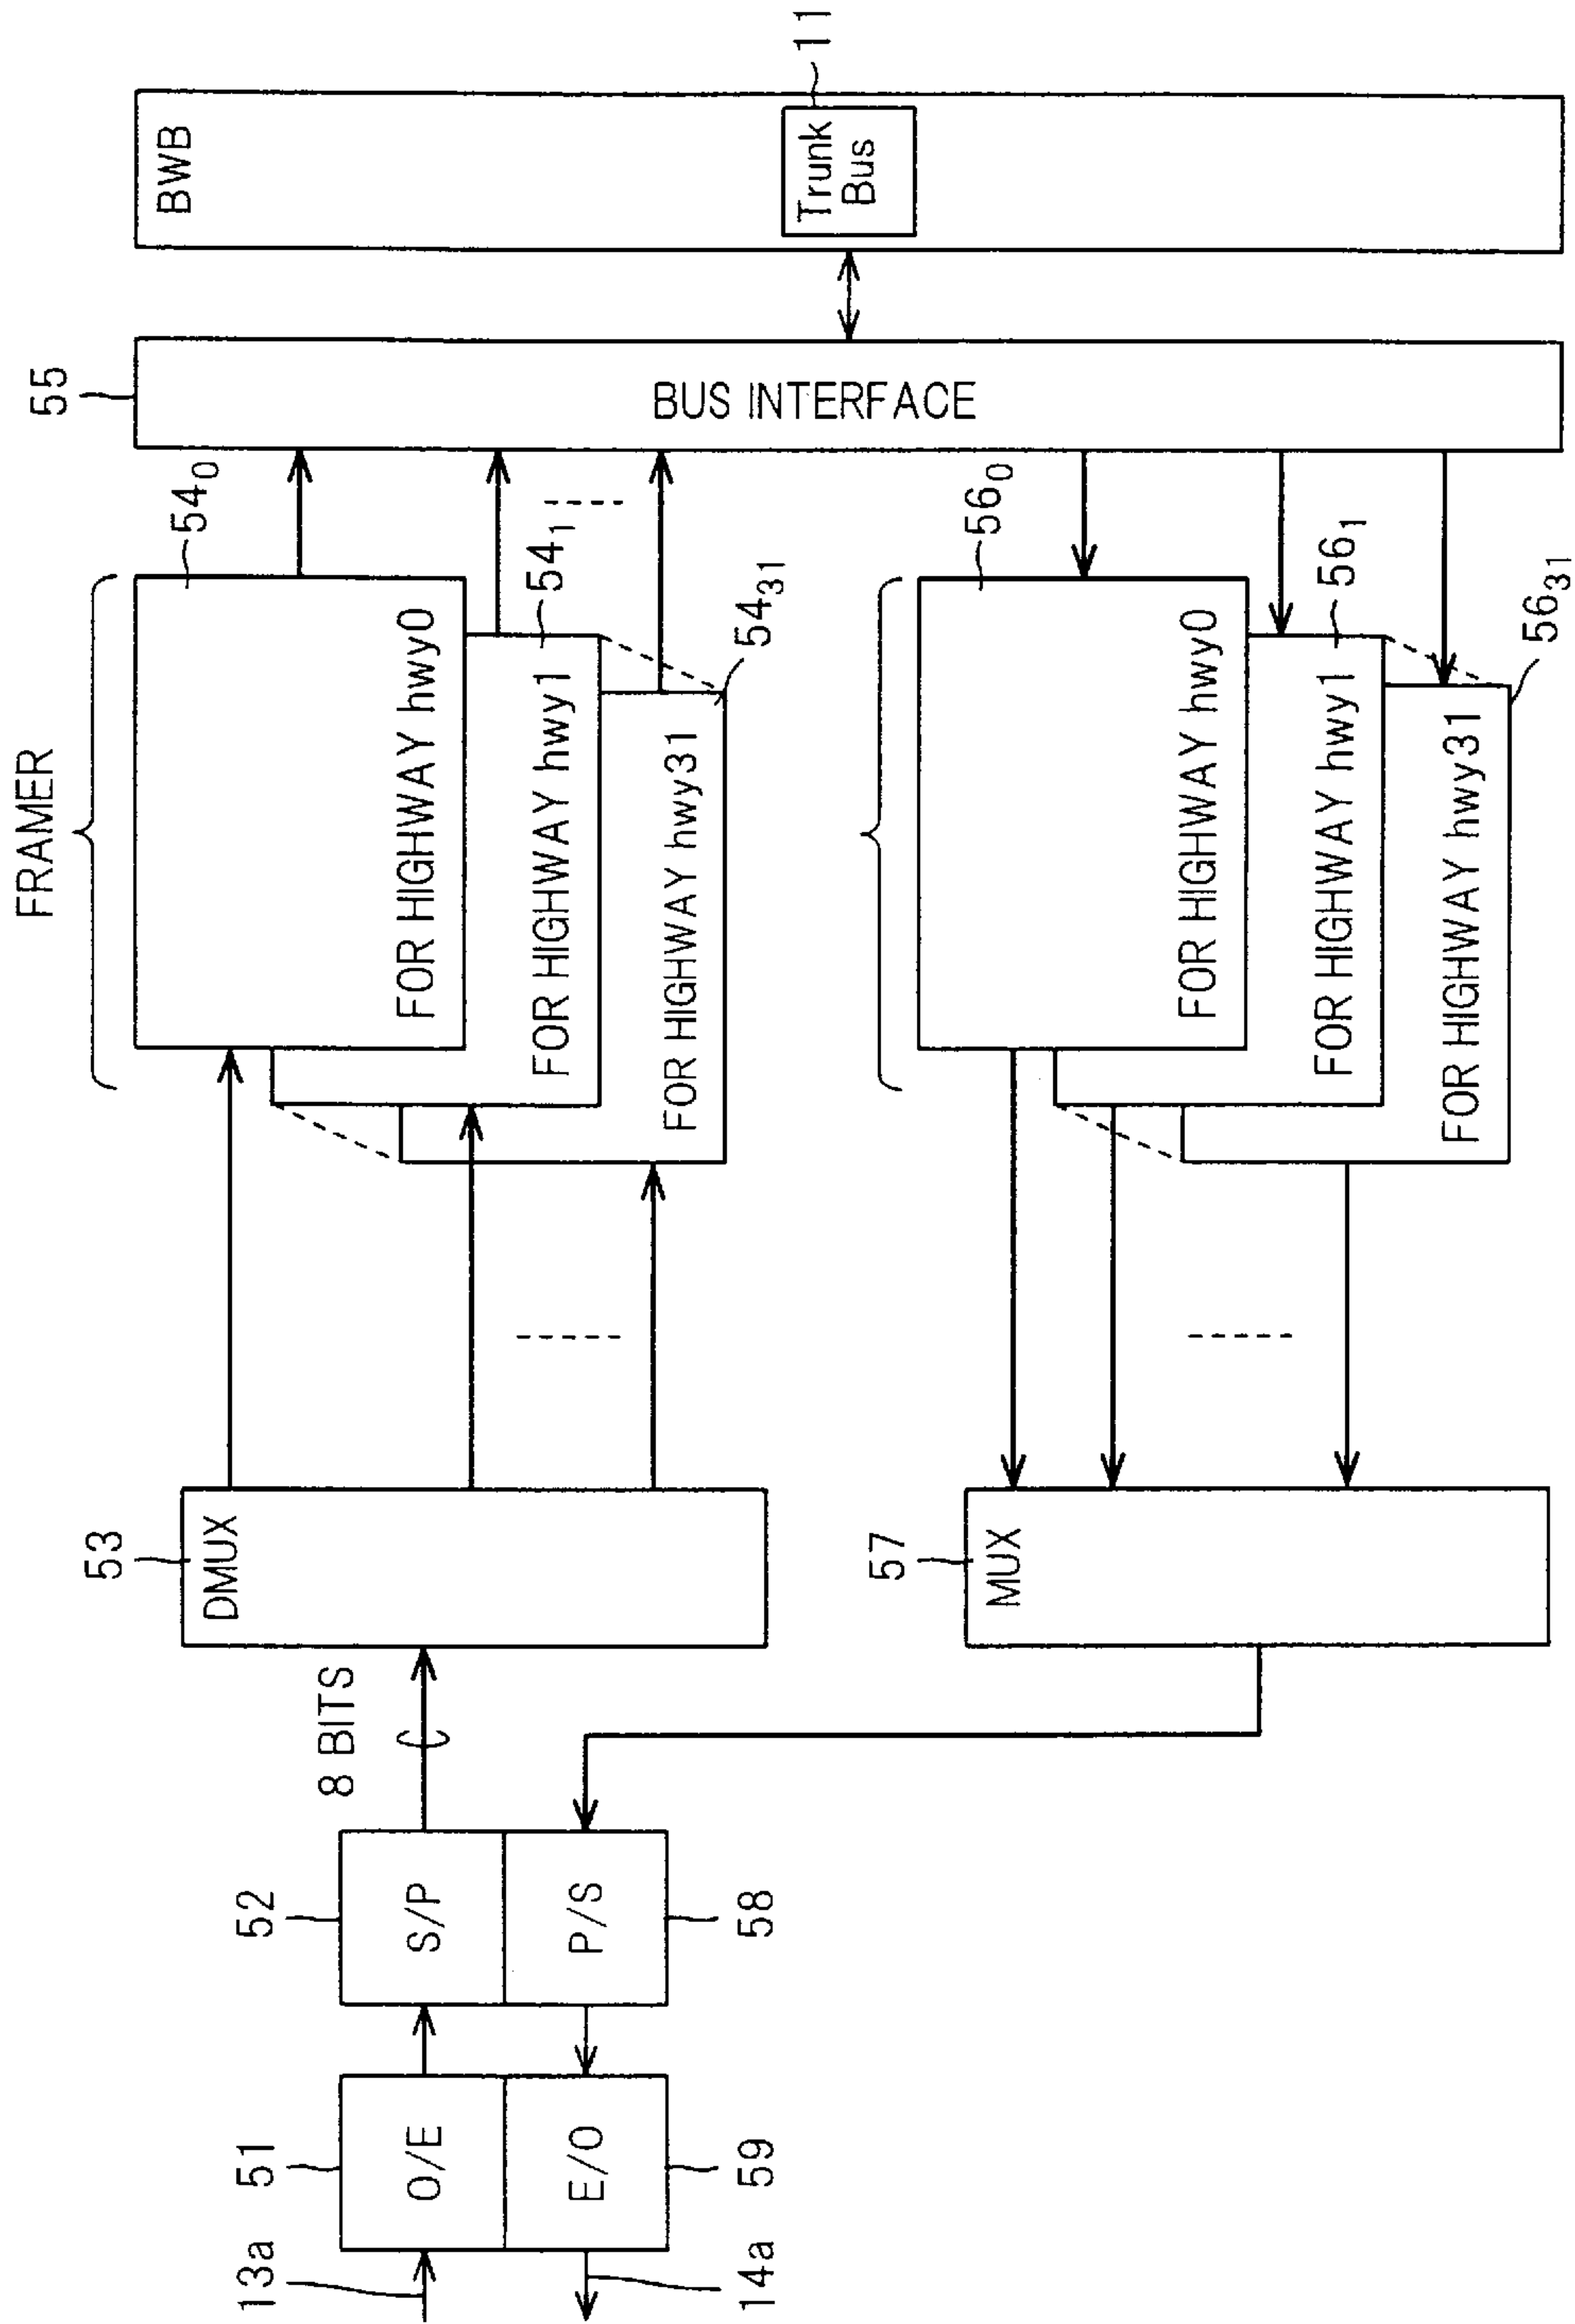 FRAMER
55
BWB
54₀
FOR HIGHWAY hwy0
53
DMUX
8 BITS
54₁
FOR HIGHWAY hwy1
52
S/P
51
O/E
13a
54₃₁
FOR HIGHWAY hwy31
BUS INTERFACE
Trunk
Bus
11
58
P/S
59
E/O
14a
57
MUX
56₀
FOR HIGHWAY hwy0
56₁
FOR HIGHWAY hwy1
56₃₁
FOR HIGHWAY hwy31